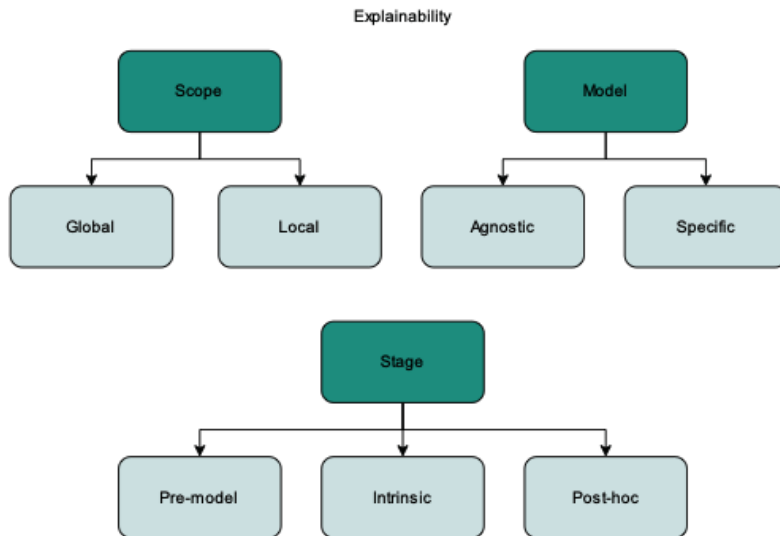 Explainability
Scope
Model
Global
Local
Agnostic
Specific
Stage
Pre-model
Intrinsic
Post-hoc